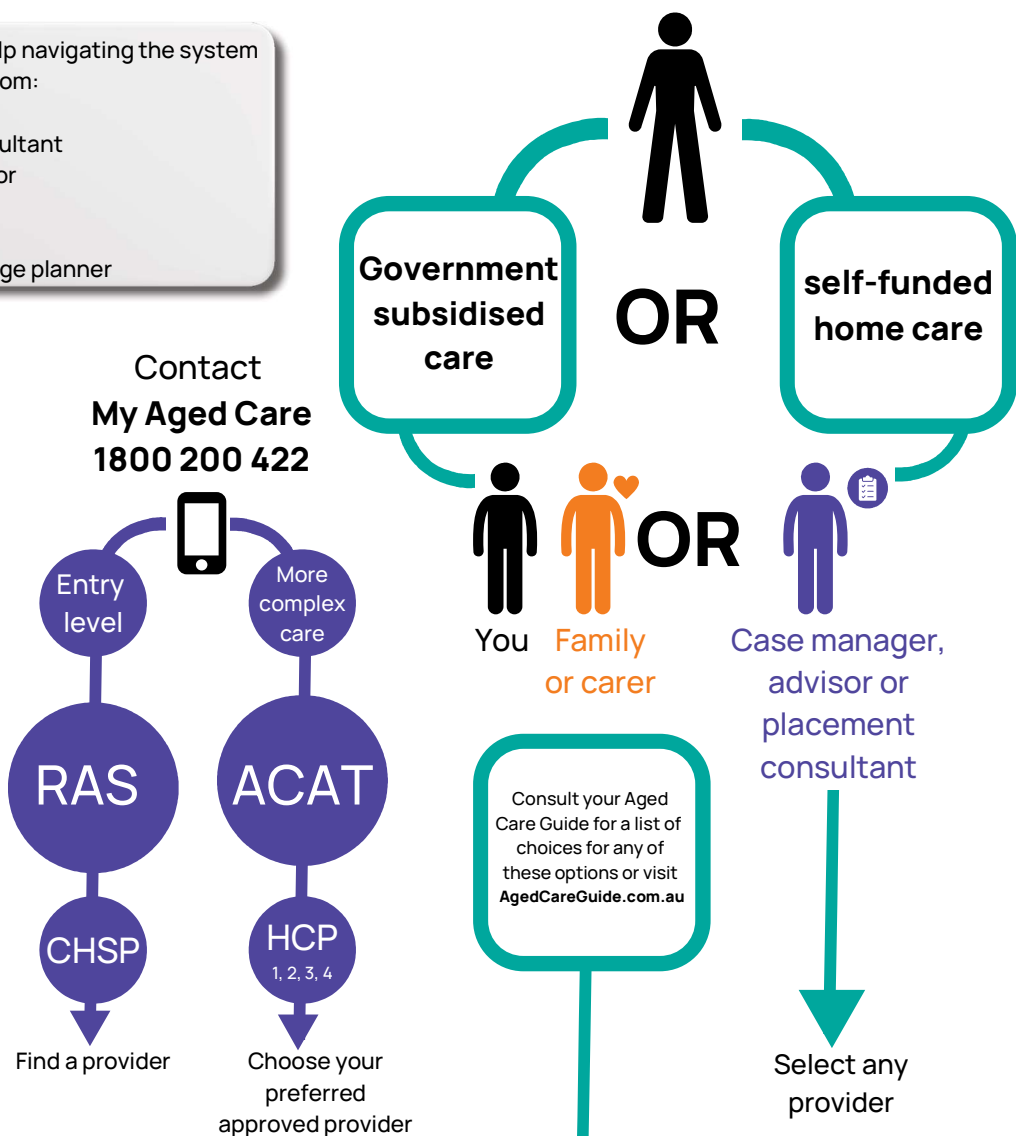 lp navigating the system
om:
ultant
or
ge planner
Government
subsidised
care
OR
self-funded
home care
Contact
My Aged Care
1800 200 422
Entry
level
More
complex
care
You
Family
or carer
OR
Case manager,
advisor or
placement
consultant
RAS
ACAT
Consult your Aged
Care Guide for a list of
choices for any of
these options or visit
AgedCareGuide.com.au
CHSP
HCP
1, 2, 3, 4
Find a provider
Choose your
preferred
approved provider
Select any
provider